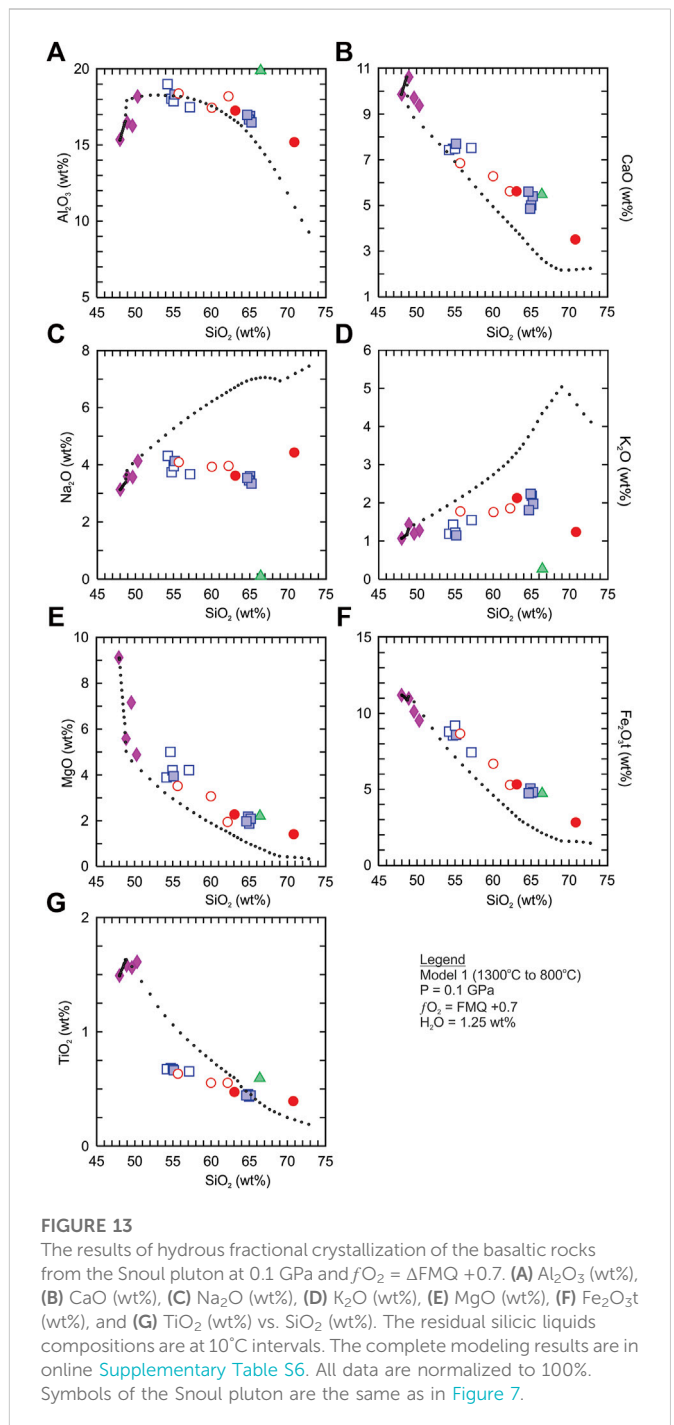 A
B
20
15
10
5
Al₂O₃ (wt%)
45 50 55 60 65 70 75
SiO₂ (wt%)
11
9
7
5
3
1
CaO (wt%)
45 50 55 60 65 70 75
SiO₂ (wt%)
C
D
8
6
4
2
0
Na₂O (wt%)
45 50 55 60 65 70 75
SiO₂ (wt%)
6
5
4
3
2
1
0
K₂O (wt%)
45 50 55 60 65 70 75
SiO₂ (wt%)
E
F
10
8
6
4
2
0
MgO (wt%)
45 50 55 60 65 70 75
SiO₂ (wt%)
15
10
5
0
Fe₂O₃t (wt%)
45 50 55 60 65 70 75
SiO₂ (wt%)
G
2
1
0
TiO₂ (wt%)
45 50 55 60 65 70 75
SiO₂ (wt%)
Legend
Model 1 (1300°C to 800°C)
P = 0.1 GPa
ƒO₂ = FMQ +0.7
H₂O = 1.25 wt%
FIGURE 13
The results of hydrous fractional crystallization of the basaltic rocks
from the Snoul pluton at 0.1 GPa and ƒO₂ = ΔFMQ +0.7. (A) Al₂O₃ (wt%),
(B) CaO (wt%), (C) Na₂O (wt%), (D) K₂O (wt%), (E) MgO (wt%), (F) Fe₂O₃t
(wt%), and (G) TiO₂ (wt%) vs. SiO₂ (wt%). The residual silicic liquids
compositions are at 10°C intervals. The complete modeling results are in
online Supplementary Table S6. All data are normalized to 100%.
Symbols of the Snoul pluton are the same as in Figure 7.